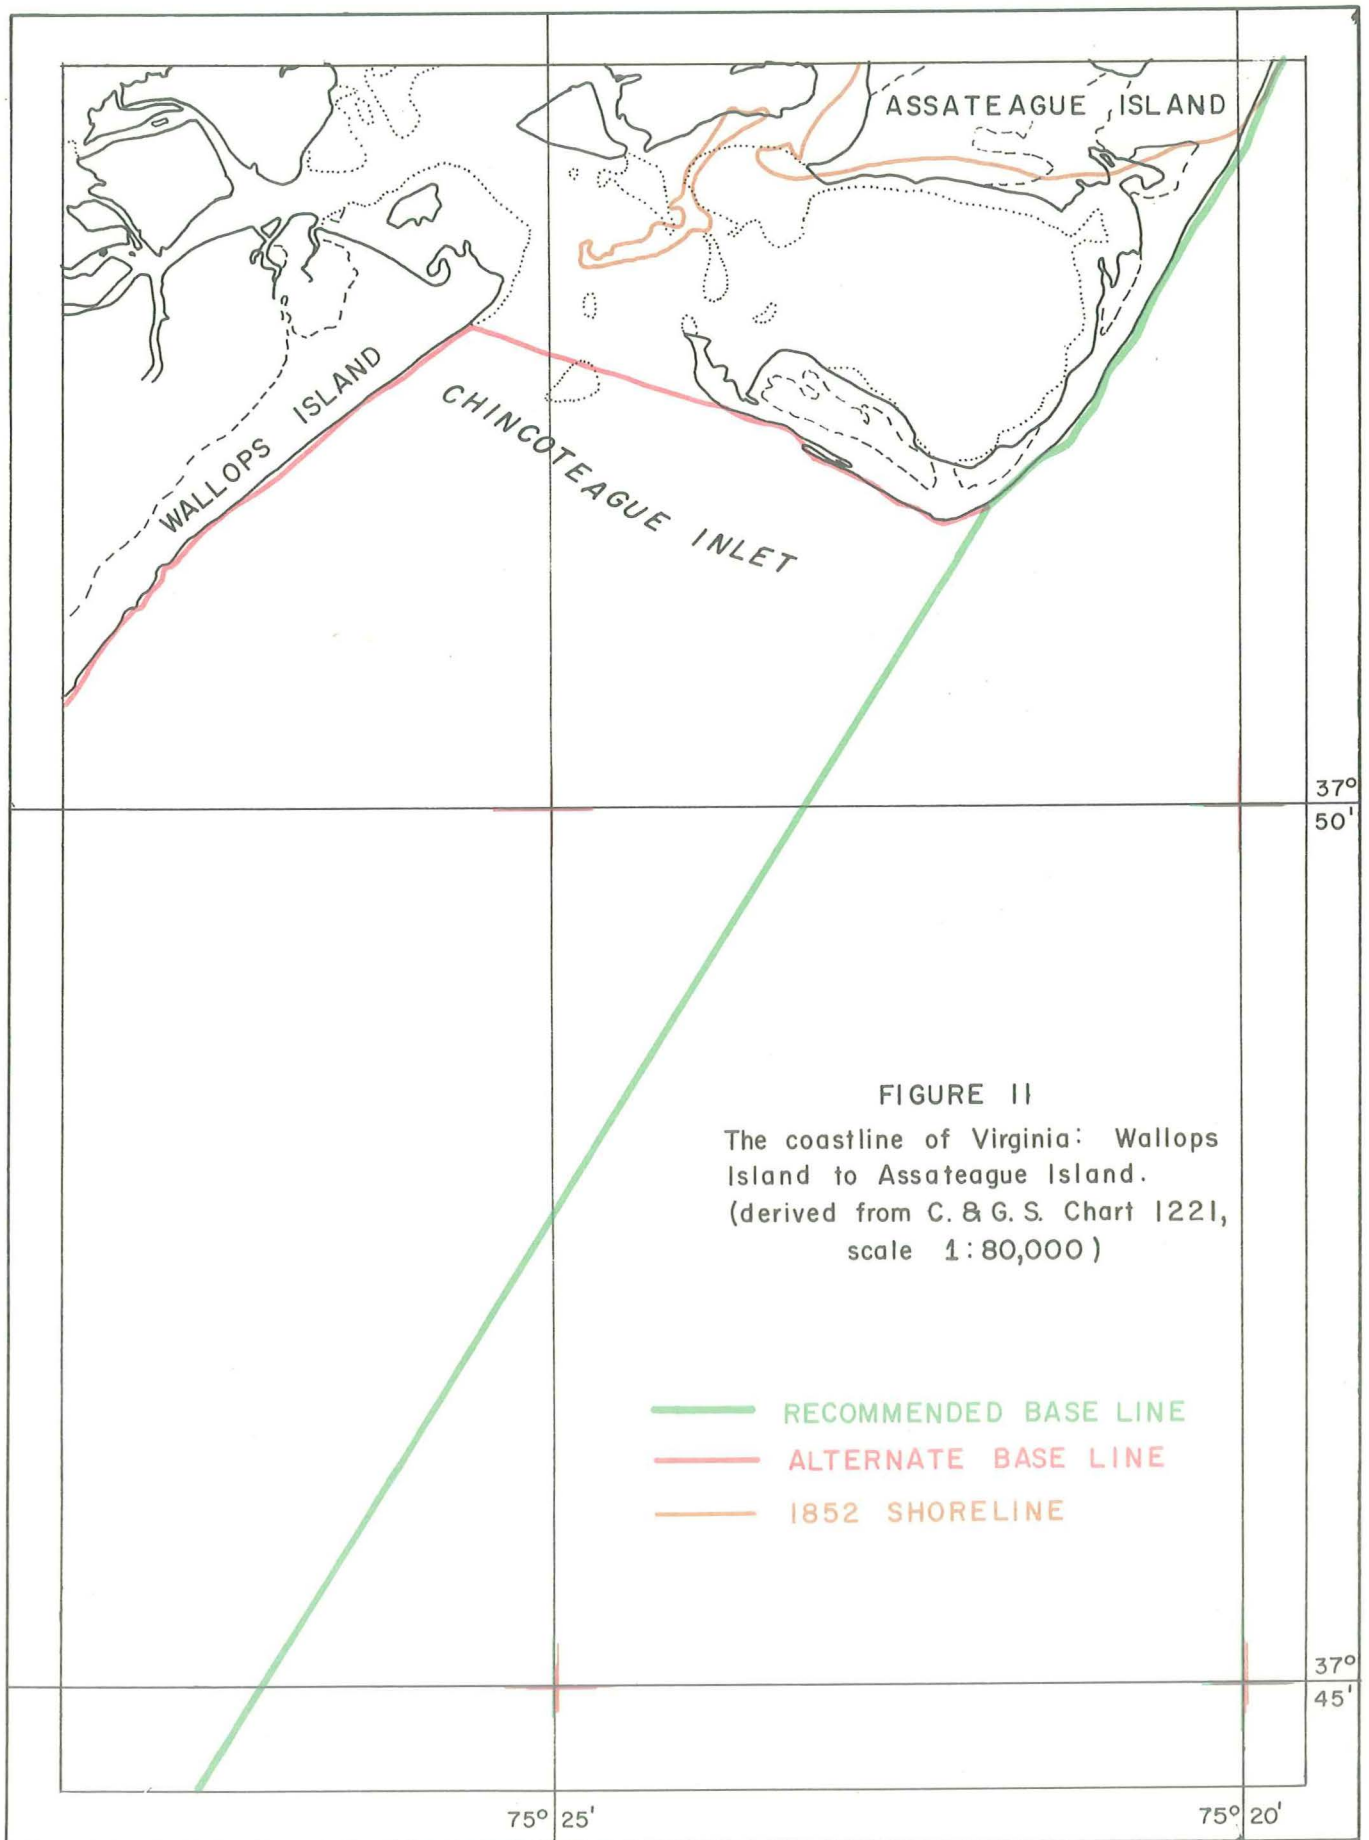 ASSATEAGUE ISLAND
WALLOPS ISLAND
CHINCOTEAGUE INLET
37°
50'
FIGURE 11
The coastline of Virginia: Wallops
Island to Assateague Island.
(derived from C. & G. S. Chart 1221,
scale 1:80,000)
RECOMMENDED BASE LINE
ALTERNATE BASE LINE
1852 SHORELINE
37°
45'
75° 25'
75° 20'